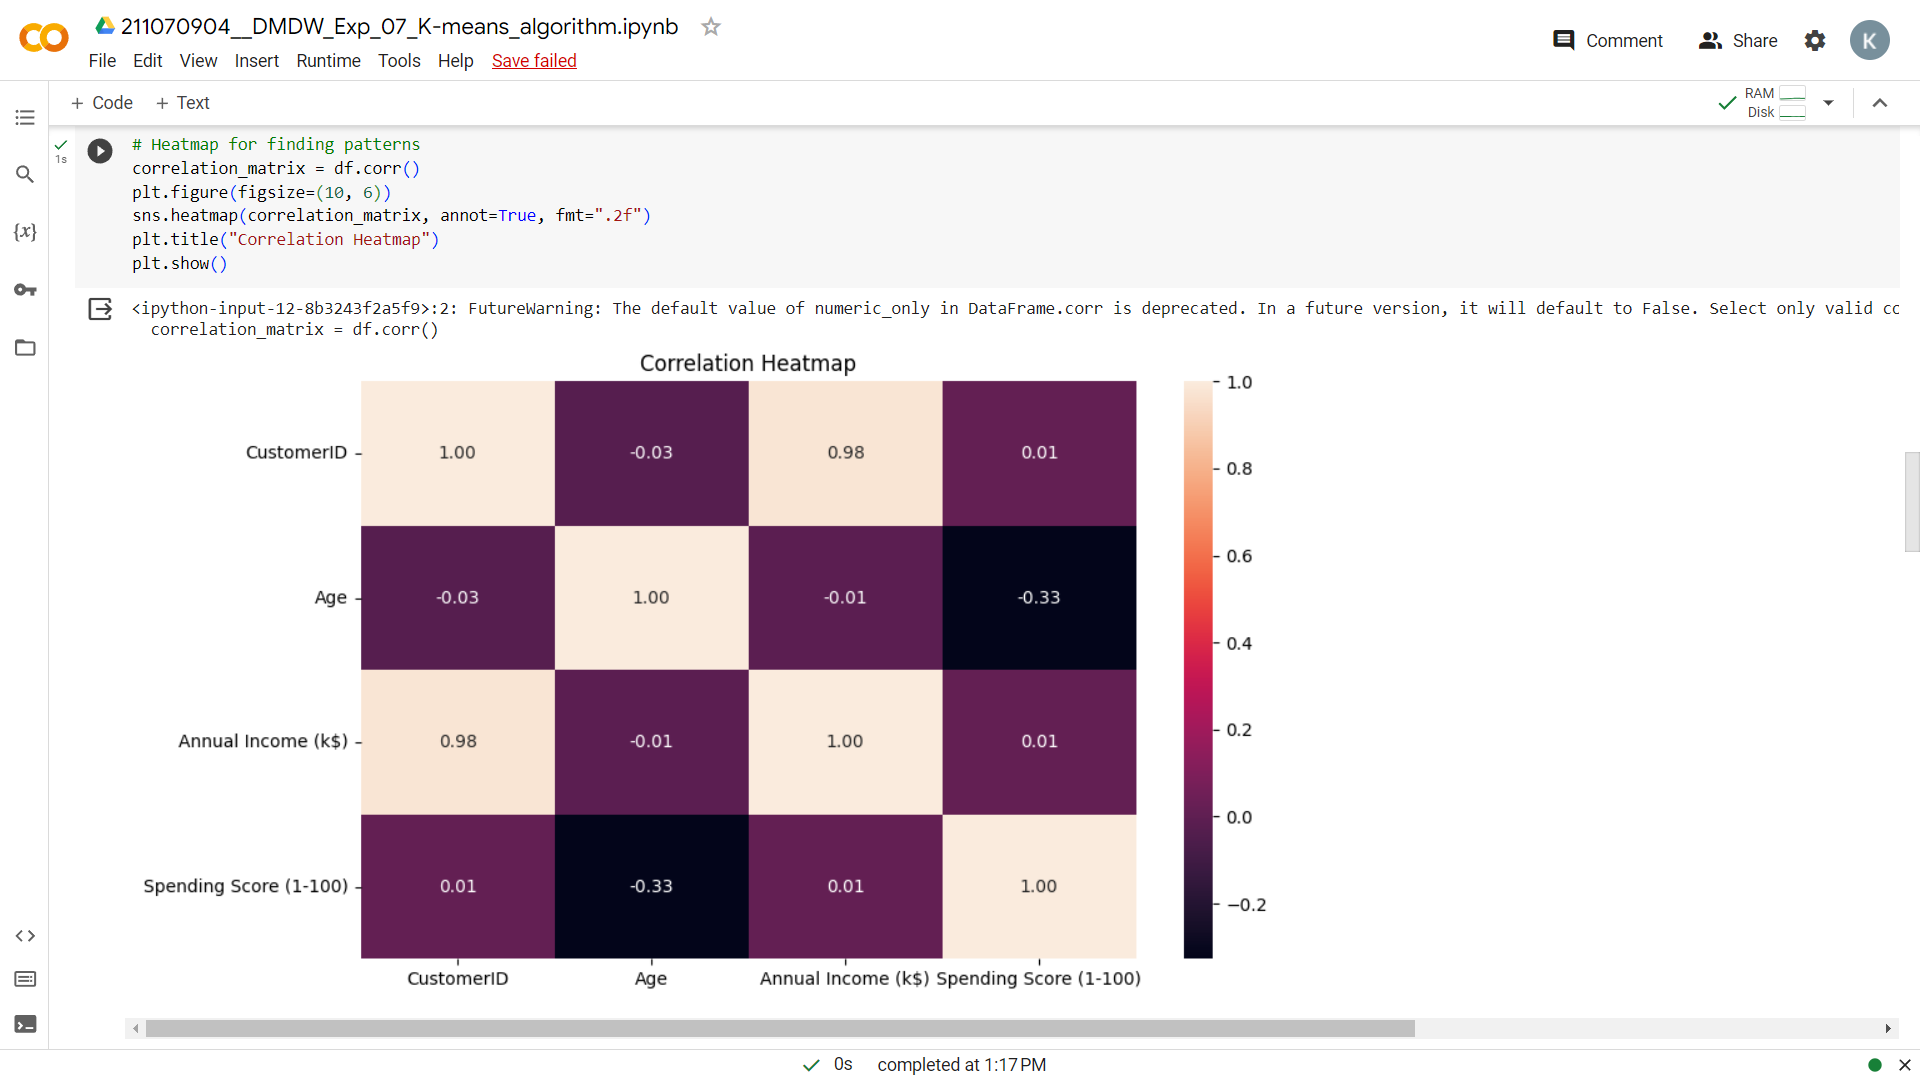 211070904__DMDW_Exp_07_K-means_algorithm.ipynb
Comment
Share
K
File Edit View Insert Runtime Tools Help Save failed
+ Code + Text
RAM
Disk
1s
# Heatmap for finding patterns
correlation_matrix = df.corr()
plt.figure(figsize=(10, 6))
sns.heatmap(correlation_matrix, annot=True, fmt=".2f")
plt.title("Correlation Heatmap")
plt.show()
{x}
<ipython-input-12-8b3243f2a5f9>:2: FutureWarning: The default value of numeric_only in DataFrame.corr is deprecated. In a future version, it will default to False. Select only valid co
correlation_matrix = df.corr()
Correlation Heatmap
CustomerID 1.00 -0.03 0.98 0.01
Age -0.03 1.00 -0.01 -0.33
Annual Income (k$) 0.98 -0.01 1.00 0.01
Spending Score (1-100) 0.01 -0.33 0.01 1.00
CustomerID Age Annual Income (k$) Spending Score (1-100)
1.0
0.8
0.6
0.4
0.2
0.0
−0.2
0s completed at 1:17 PM